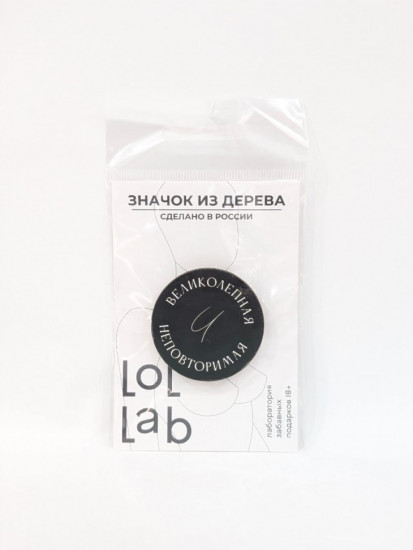 ЗНАЧОК ИЗ ДЕРЕВА
СДЕЛАНО В РОССИИ
ВЕЛИКОЛЕПНАЯ
Ч
НЕПОВТОРИМАЯ
LOL
Lab
лаборатория
забавных
подарков 18+